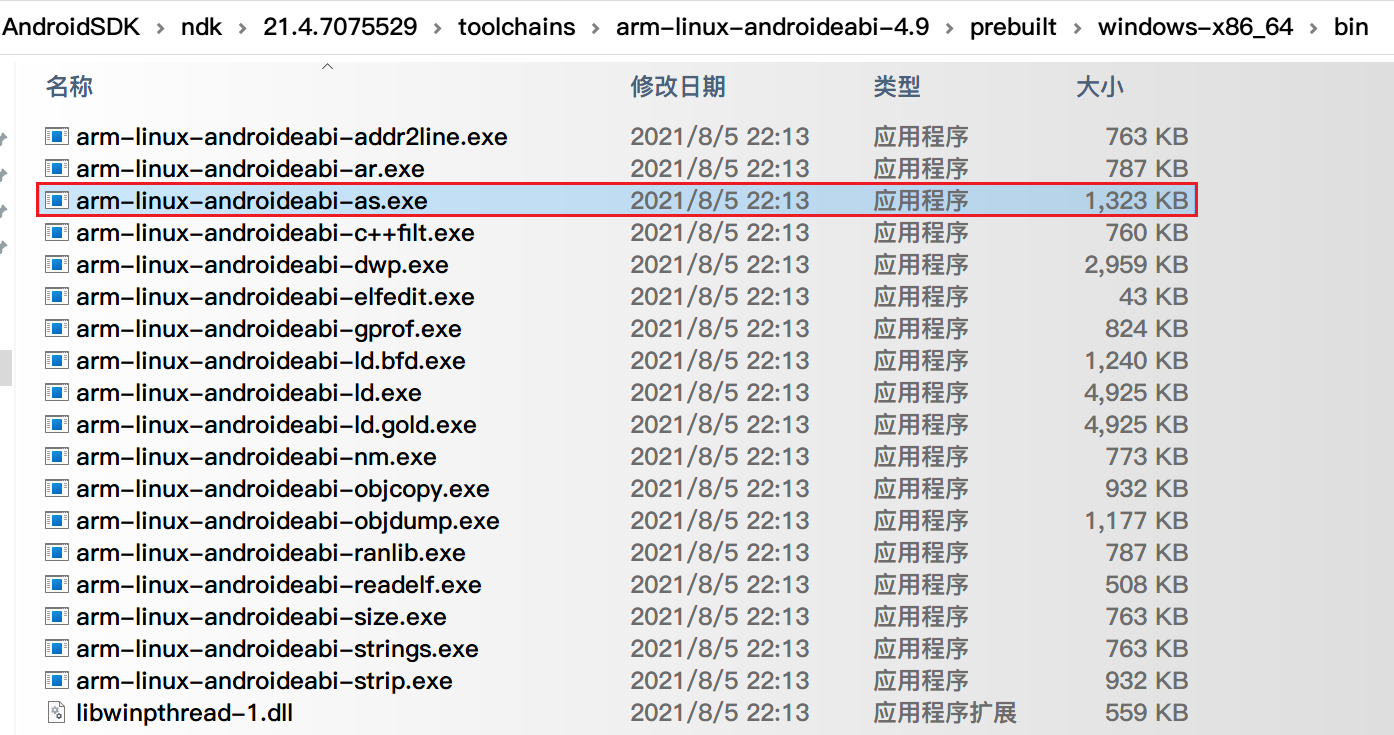 AndroidSDK > ndk > 21.4.7075529 > toolchains > arm-linux-androideabi-4.9 > prebuilt > windows-x86_64 > bin
名称 修改日期 类型 大小
arm-linux-androideabi-addr2line.exe 2021/8/5 22:13 应用程序 763 KB
arm-linux-androideabi-ar.exe 2021/8/5 22:13 应用程序 787 KB
arm-linux-androideabi-as.exe 2021/8/5 22:13 应用程序 1,323 KB
arm-linux-androideabi-c++filt.exe 2021/8/5 22:13 应用程序 760 KB
arm-linux-androideabi-dwp.exe 2021/8/5 22:13 应用程序 2,959 KB
arm-linux-androideabi-elfedit.exe 2021/8/5 22:13 应用程序 43 KB
arm-linux-androideabi-gprof.exe 2021/8/5 22:13 应用程序 824 KB
arm-linux-androideabi-ld.bfd.exe 2021/8/5 22:13 应用程序 1,240 KB
arm-linux-androideabi-ld.exe 2021/8/5 22:13 应用程序 4,925 KB
arm-linux-androideabi-ld.gold.exe 2021/8/5 22:13 应用程序 4,925 KB
arm-linux-androideabi-nm.exe 2021/8/5 22:13 应用程序 773 KB
arm-linux-androideabi-objcopy.exe 2021/8/5 22:13 应用程序 932 KB
arm-linux-androideabi-objdump.exe 2021/8/5 22:13 应用程序 1,177 KB
arm-linux-androideabi-ranlib.exe 2021/8/5 22:13 应用程序 787 KB
arm-linux-androideabi-readelf.exe 2021/8/5 22:13 应用程序 508 KB
arm-linux-androideabi-size.exe 2021/8/5 22:13 应用程序 763 KB
arm-linux-androideabi-strings.exe 2021/8/5 22:13 应用程序 763 KB
arm-linux-androideabi-strip.exe 2021/8/5 22:13 应用程序 932 KB
libwinpthread-1.dll 2021/8/5 22:13 应用程序扩展 559 KB